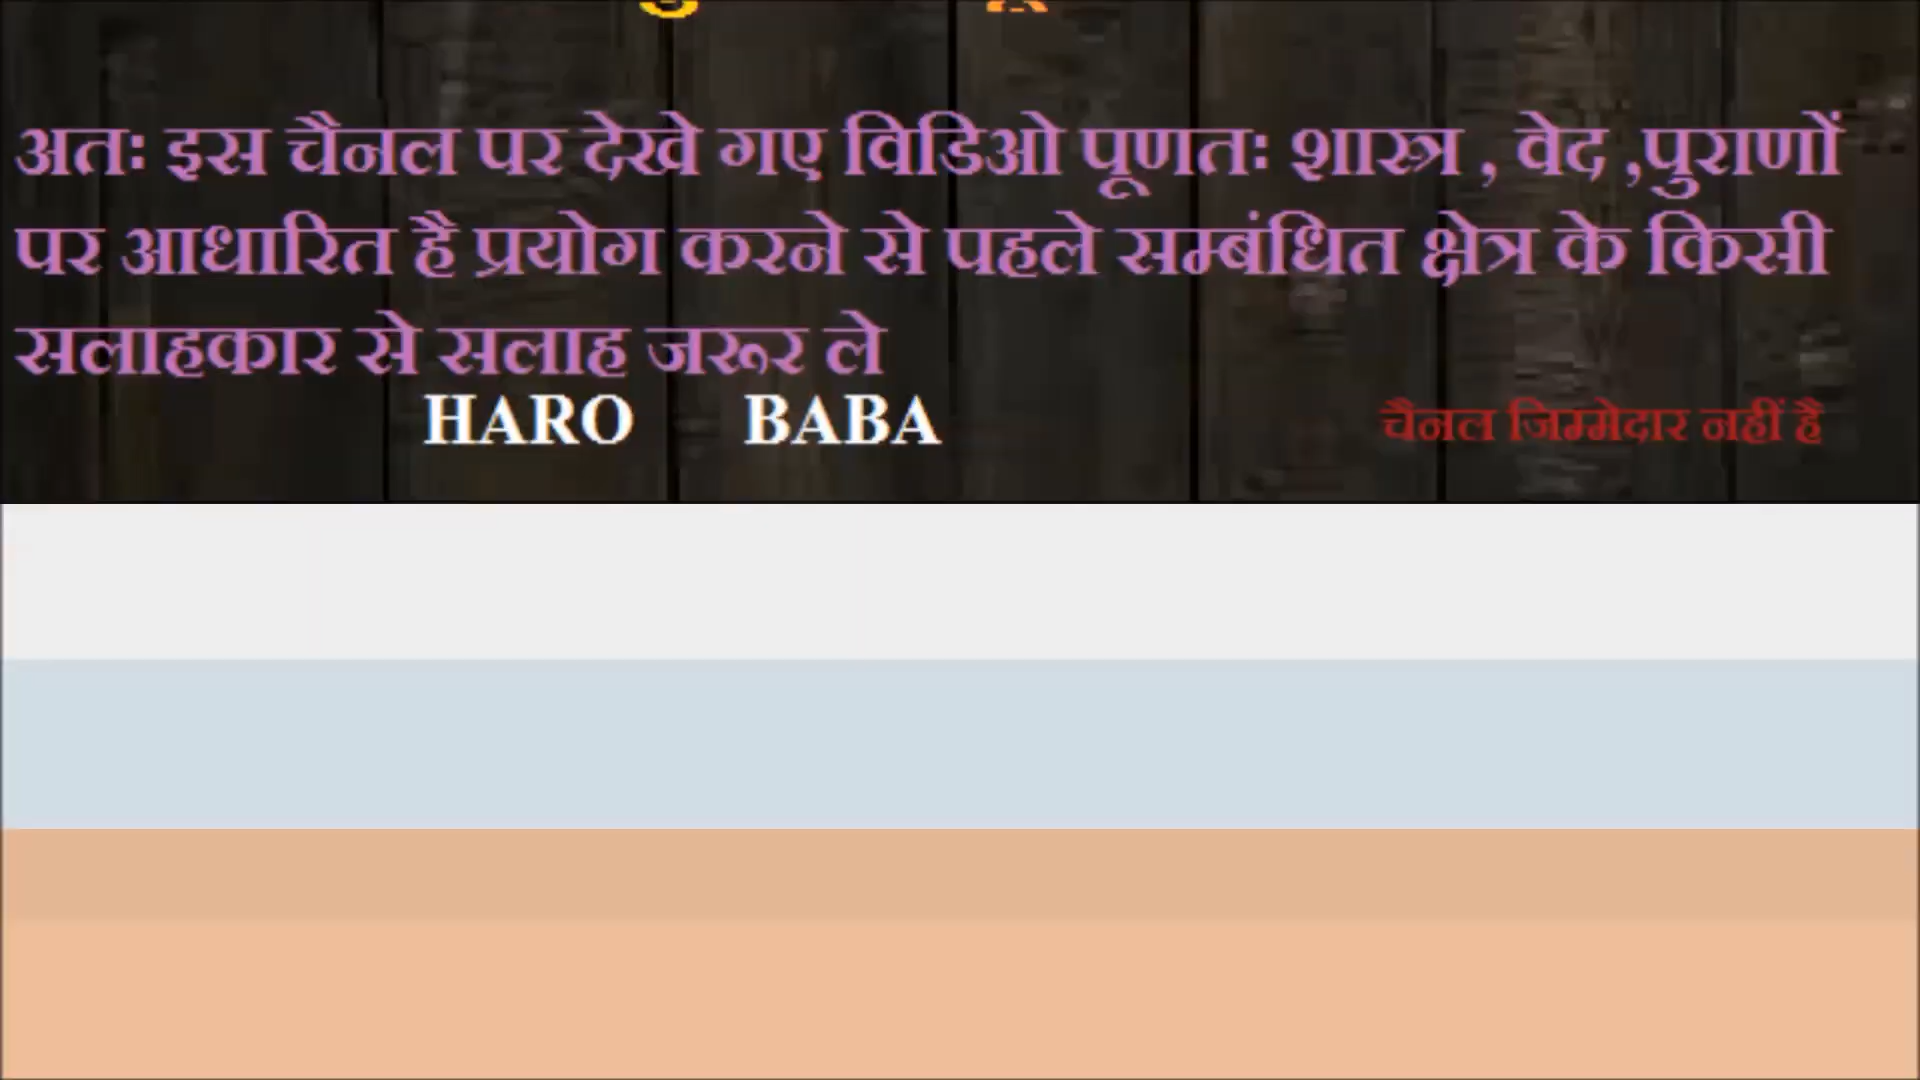 अतः इस चैनल पर देखे गए विडिओ पूणतः शास्त्र , वेद ,पुराणों
पर आधारित है प्रयोग करने से पहले सम्बंधित क्षेत्र के किसी
सलाहकार से सलाह जरूर ले
HARO BABA चैनल जिम्मेदार नहीं है